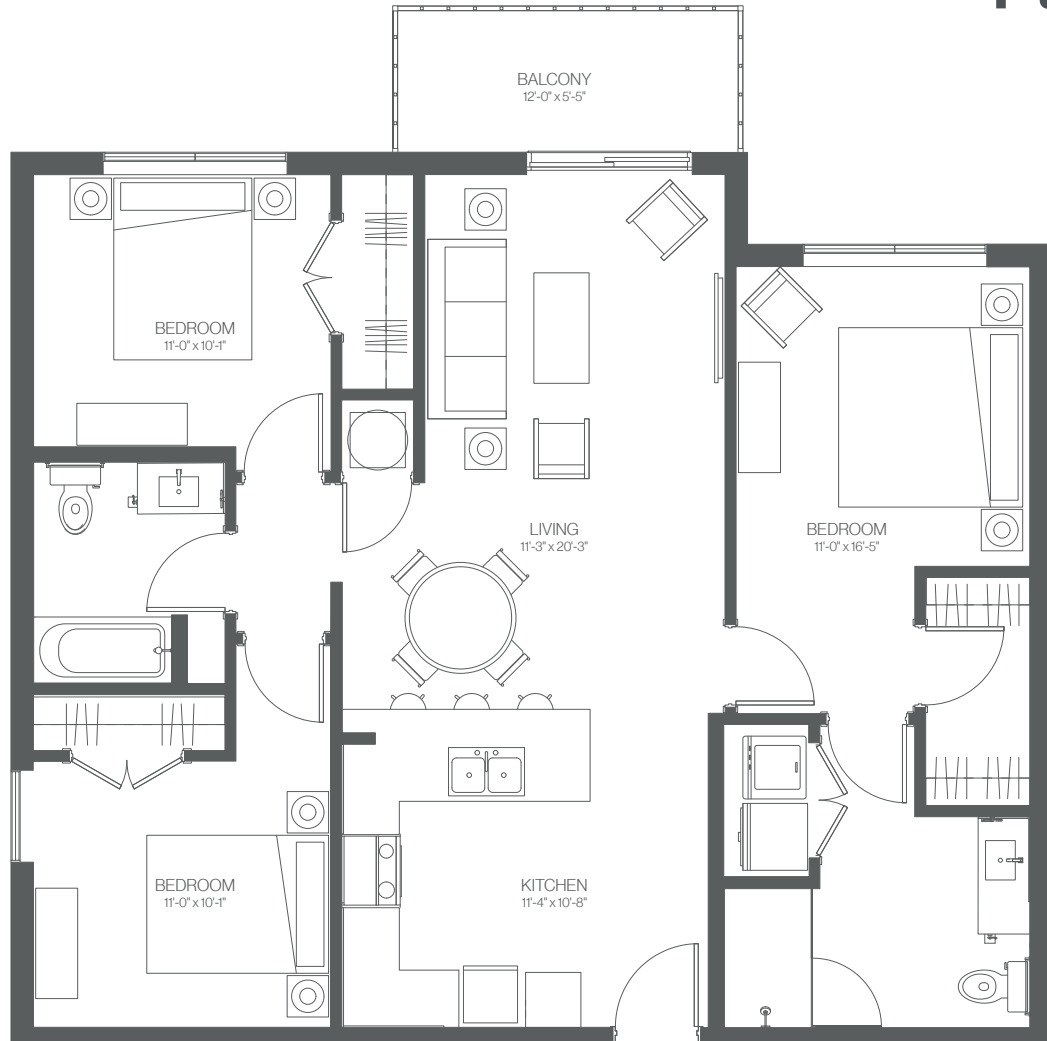 BALCONY
12'-0" x 5'-5"
BEDROOM
11'-0" x 10'-1"
LIVING
11'-3" x 20'-3"
BEDROOM
11'-0" x 16'-5"
BEDROOM
11'-0" x 10'-1"
KITCHEN
11'-4" x 10'-8"